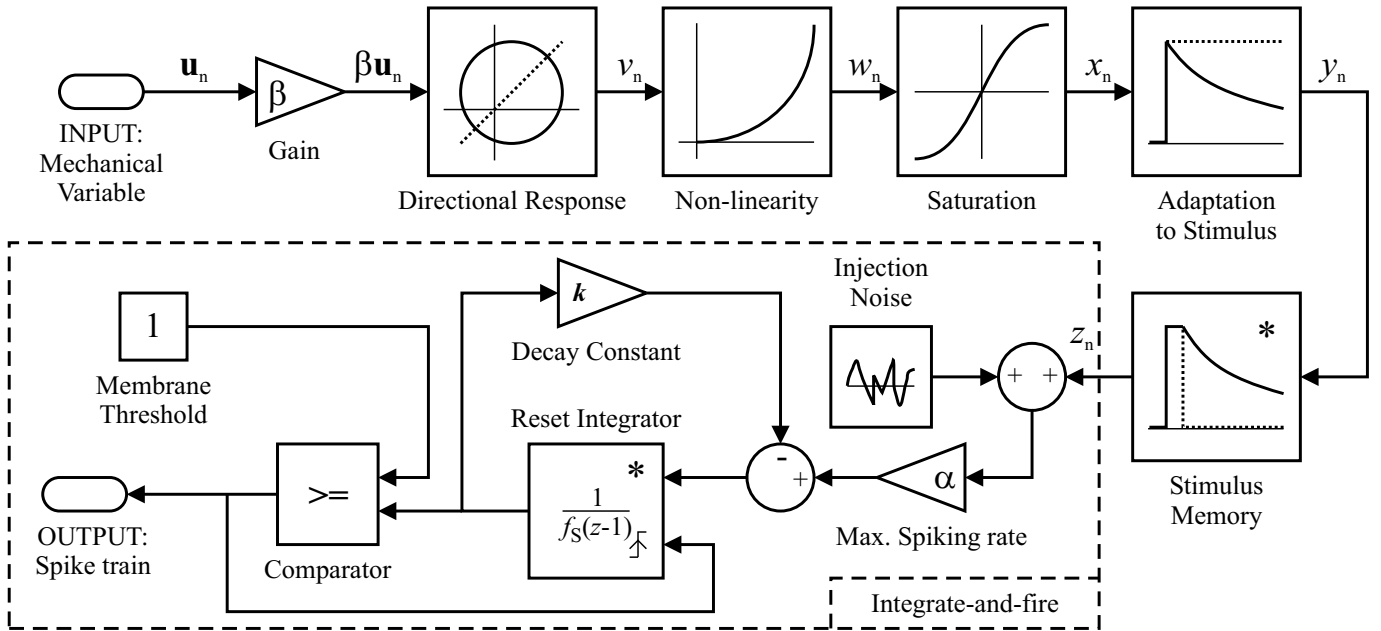 u_n
βu_n
v_n
w_n
x_n
y_n
β
INPUT:
Mechanical
Variable
Gain
Directional Response
Non-linearity
Saturation
Adaptation
to Stimulus
Injection
Noise
k
1
*
z_n
Decay Constant
+ +
Membrane
Threshold
Reset Integrator
*
-
+
α
>=
1
f_S(z-1)
Stimulus
Memory
OUTPUT:
Spike train
Max. Spiking rate
Comparator
Integrate-and-fire